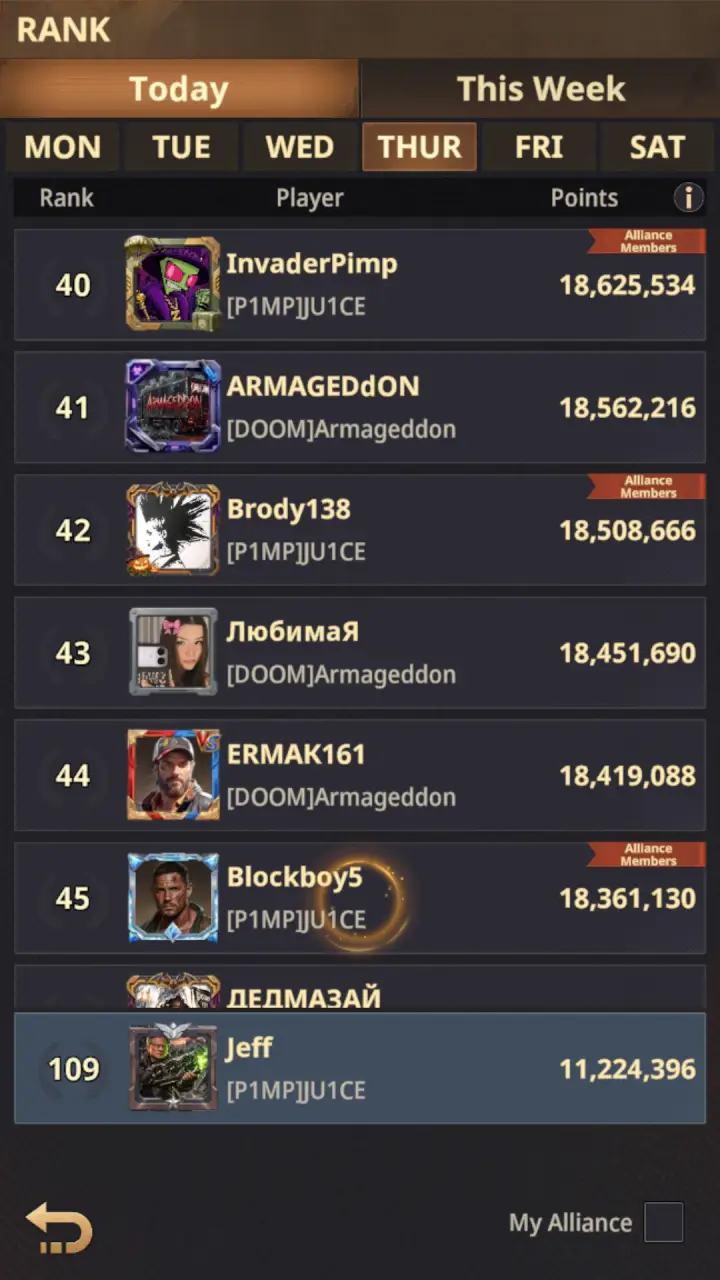 RANK
Today
This Week
MON TUE WED THUR FRI SAT
Rank Player Points i
Alliance Members
40 InvaderPimp 18,625,534
[P1MP]JU1CE
ARMAGEDDON
41 ARMAGEDdON 18,562,216
[DOOM]Armageddon
Alliance Members
42 Brody138 18,508,666
[P1MP]JU1CE
43 ЛюбимаЯ 18,451,690
[DOOM]Armageddon
VS
44 ERMAK161 18,419,088
[DOOM]Armageddon
Alliance Members
45 Blockboy5 18,361,130
[P1MP]JU1CE
ДЕДМАЗАЙ
109 Jeff 11,224,396
[P1MP]JU1CE
My Alliance